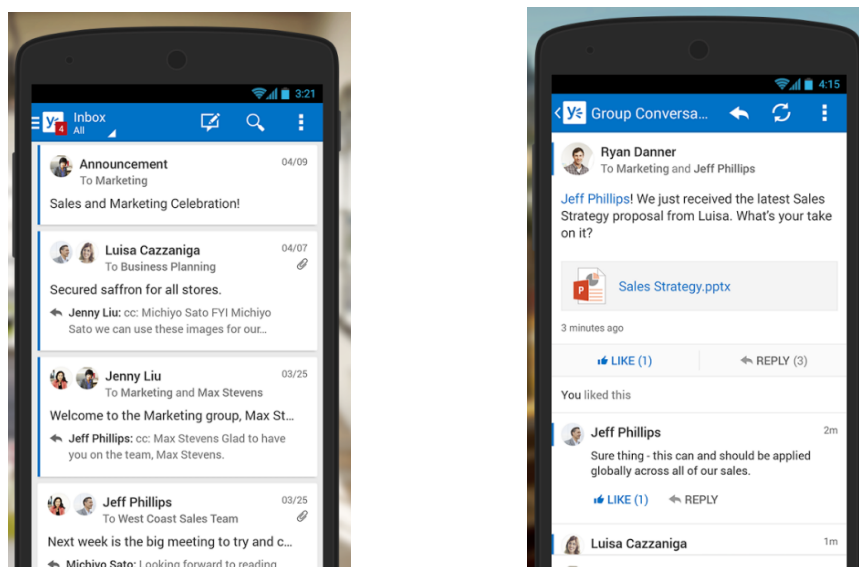 3:21
Inbox
All
4
Announcement
04/09
To Marketing
Sales and Marketing Celebration!
Luisa Cazzaniga
04/07
To Business Planning
Secured saffron for all stores.
Jenny Liu: cc: Michiyo Sato FYI Michiyo
Sato we can use these images for our...
Jenny Liu
03/25
To Marketing and Max Stevens
Welcome to the Marketing group, Max St...
Jeff Phillips: cc: Max Stevens Glad to have
you on the team, Max Stevens.
Jeff Phillips
03/25
To West Coast Sales Team
Next week is the big meeting to try and c...
Michiyo Sato: Looking forward to reading
4:15
Group Conversa...
Ryan Danner
To Marketing and Jeff Phillips
Jeff Phillips! We just received the latest Sales
Strategy proposal from Luisa. What's your take
on it?
P
Sales Strategy.pptx
3 minutes ago
LIKE (1)
REPLY (3)
You liked this
Jeff Phillips
2m
Sure thing - this can and should be applied
globally across all of our sales.
LIKE (1)
REPLY
Luisa Cazzaniga
1m